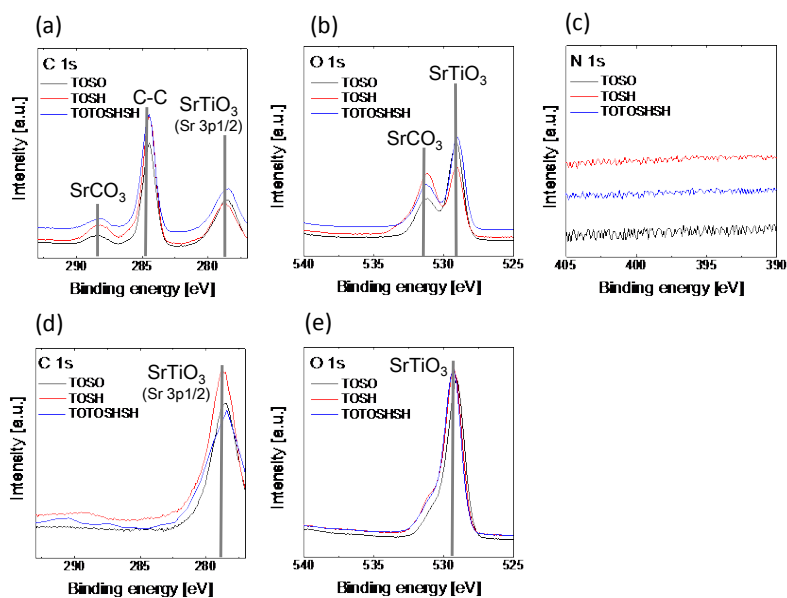 (a)
C 1s
TOSO
TOSH
TOTOSHSH
C-C
SrTiO3
(Sr 3p1/2)
SrCO3
Intensity [a.u.]
290 285 280
Binding energy [eV]
(b)
O 1s
TOSO
TOSH
TOTOSHSH
SrTiO3
SrCO3
Intensity [a.u.]
540 535 530 525
Binding energy [eV]
(c)
N 1s
TOSO
TOSH
TOTOSHSH
Intensity [a.u.]
405 400 395 390
Binding energy [eV]
(d)
C 1s
TOSO
TOSH
TOTOSHSH
SrTiO3
(Sr 3p1/2)
Intensity [a.u.]
290 285 280
Binding energy [eV]
(e)
O 1s
TOSO
TOSH
TOTOSHSH
SrTiO3
Intensity [a.u.]
540 535 530 525
Binding energy [eV]